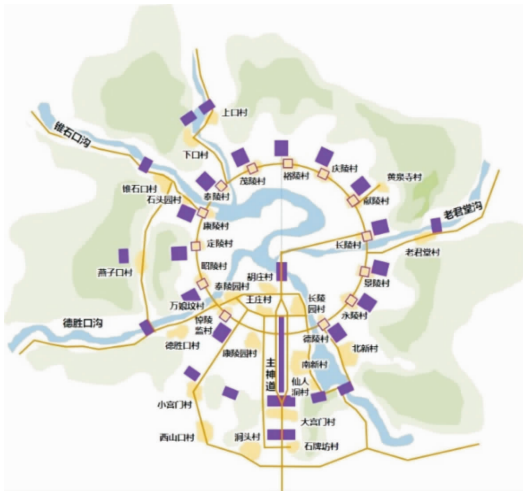 上口村
锥石口沟
下口村
茂陵村
裕陵村
庆陵村
黄泉寺村
献陵村
泰陵村
锥石口村
石头园村
康陵村
老君堂沟
定陵村
长陵村
老君堂村
燕子口村
昭陵村
胡庄村
景陵村
泰陵园村
万娘坟村
王庄村
长陵
园村
永陵村
德胜口沟
悼陵
监村
德陵村
德胜口村
北新村
康陵园村
主神道
南新村
仙人
洞村
小宫门村
大宫门村
西山口村
涧头村
石牌坊村